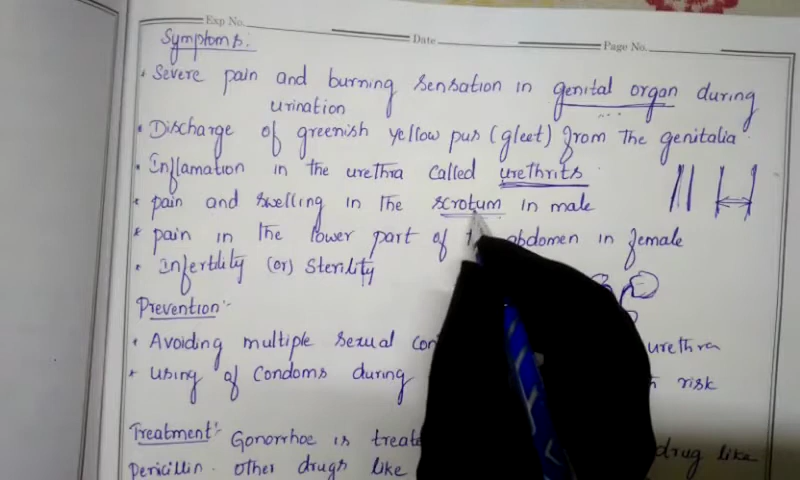 Exp No.
Date
Page No.
Symptoms:
Severe pain and burning sensation in genital organ during
urination
Discharge of greenish yellow pus (gleet) from the genitalia
Inflamation in the urethra called urethrits
pain and swelling in the scrotum in male
pain in the lower part of abdomen in female
Infertility (or) Sterility
Prevention:-
Avoiding multiple sexual urethra
Using of condoms during risk
Treatment:- Gonorrhoe is drug like
penicillin. other drugs like